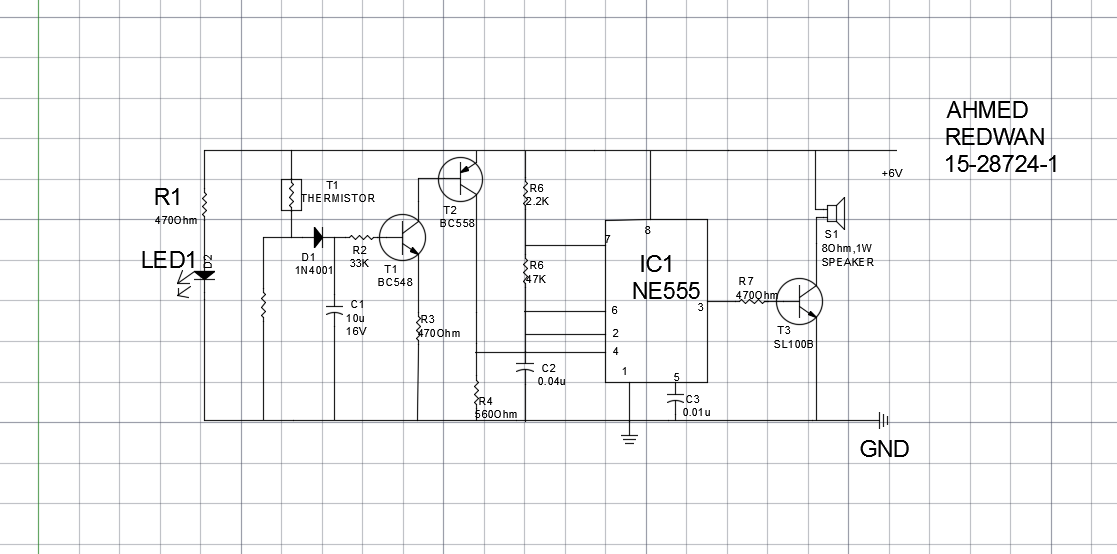 AHMED
REDWAN
15-28724-1
+6V
R1
470Ohm
LED1
D2
T1
THERMISTOR
D1
1N4001
R2
33K
C1
10u
16V
T1
BC548
T2
BC558
R3
470Ohm
R4
560Ohm
R6
2.2K
R6
47K
C2
0.04u
7
8
6
2
4
1
5
3
IC1
NE555
C3
0.01u
R7
470Ohm
T3
SL100B
S1
8Ohm,1W
SPEAKER
GND